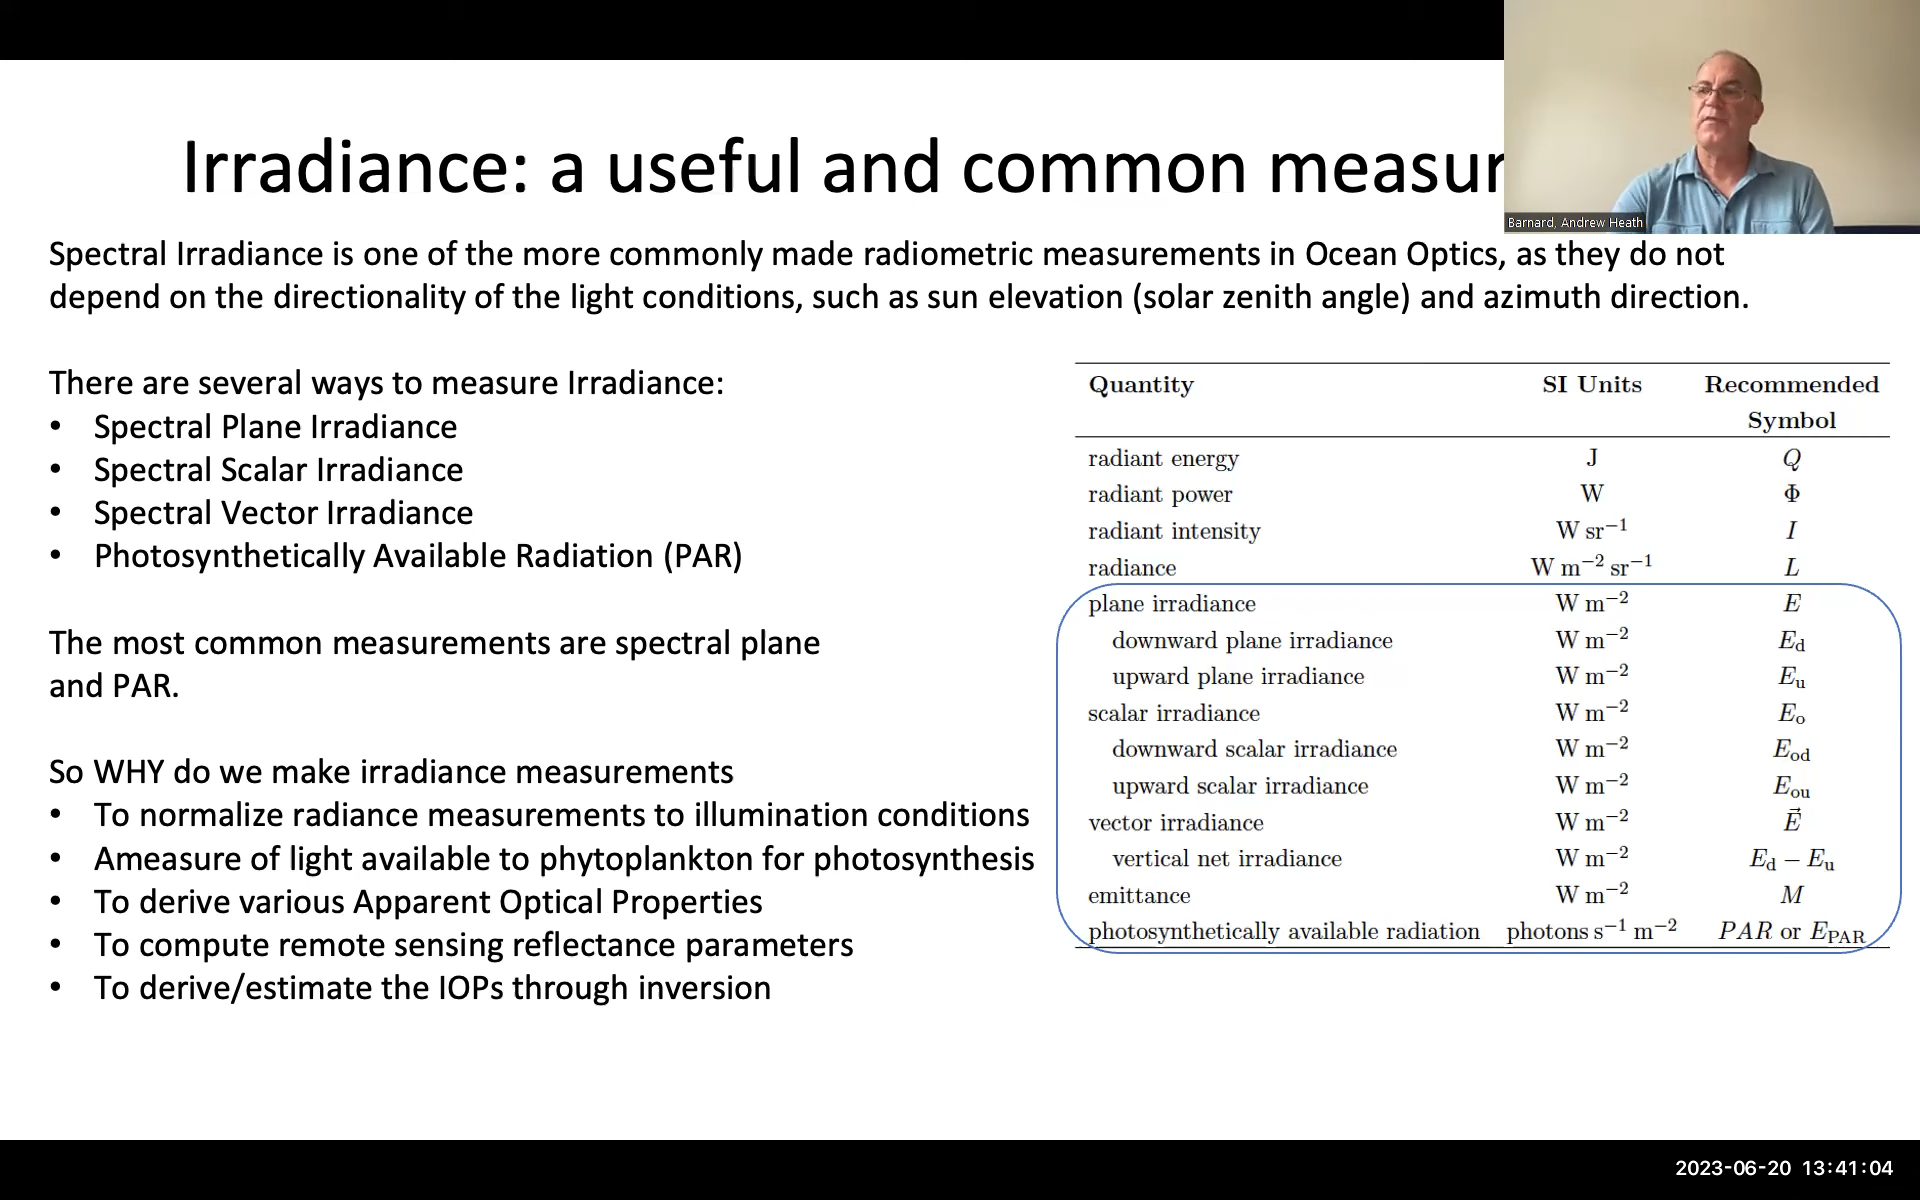 Irradiance: a useful and common measur
Barnard, Andrew Heath
Spectral Irradiance is one of the more commonly made radiometric measurements in Ocean Optics, as they do not
depend on the directionality of the light conditions, such as sun elevation (solar zenith angle) and azimuth direction.
There are several ways to measure Irradiance:
• Spectral Plane Irradiance
• Spectral Scalar Irradiance
• Spectral Vector Irradiance
• Photosynthetically Available Radiation (PAR)
The most common measurements are spectral plane
and PAR.
So WHY do we make irradiance measurements
• To normalize radiance measurements to illumination conditions
• Ameasure of light available to phytoplankton for photosynthesis
• To derive various Apparent Optical Properties
• To compute remote sensing reflectance parameters
• To derive/estimate the IOPs through inversion
Quantity SI Units Recommended
Symbol
radiant energy J Q
radiant power W Φ
radiant intensity W sr⁻¹ I
radiance W m⁻² sr⁻¹ L
plane irradiance W m⁻² E
downward plane irradiance W m⁻² E_d
upward plane irradiance W m⁻² E_u
scalar irradiance W m⁻² E_o
downward scalar irradiance W m⁻² E_od
upward scalar irradiance W m⁻² E_ou
vector irradiance W m⁻² E⃗
vertical net irradiance W m⁻² E_d − E_u
emittance W m⁻² M
photosynthetically available radiation photons s⁻¹ m⁻² PAR or E_PAR
2023-06-20 13:41:04